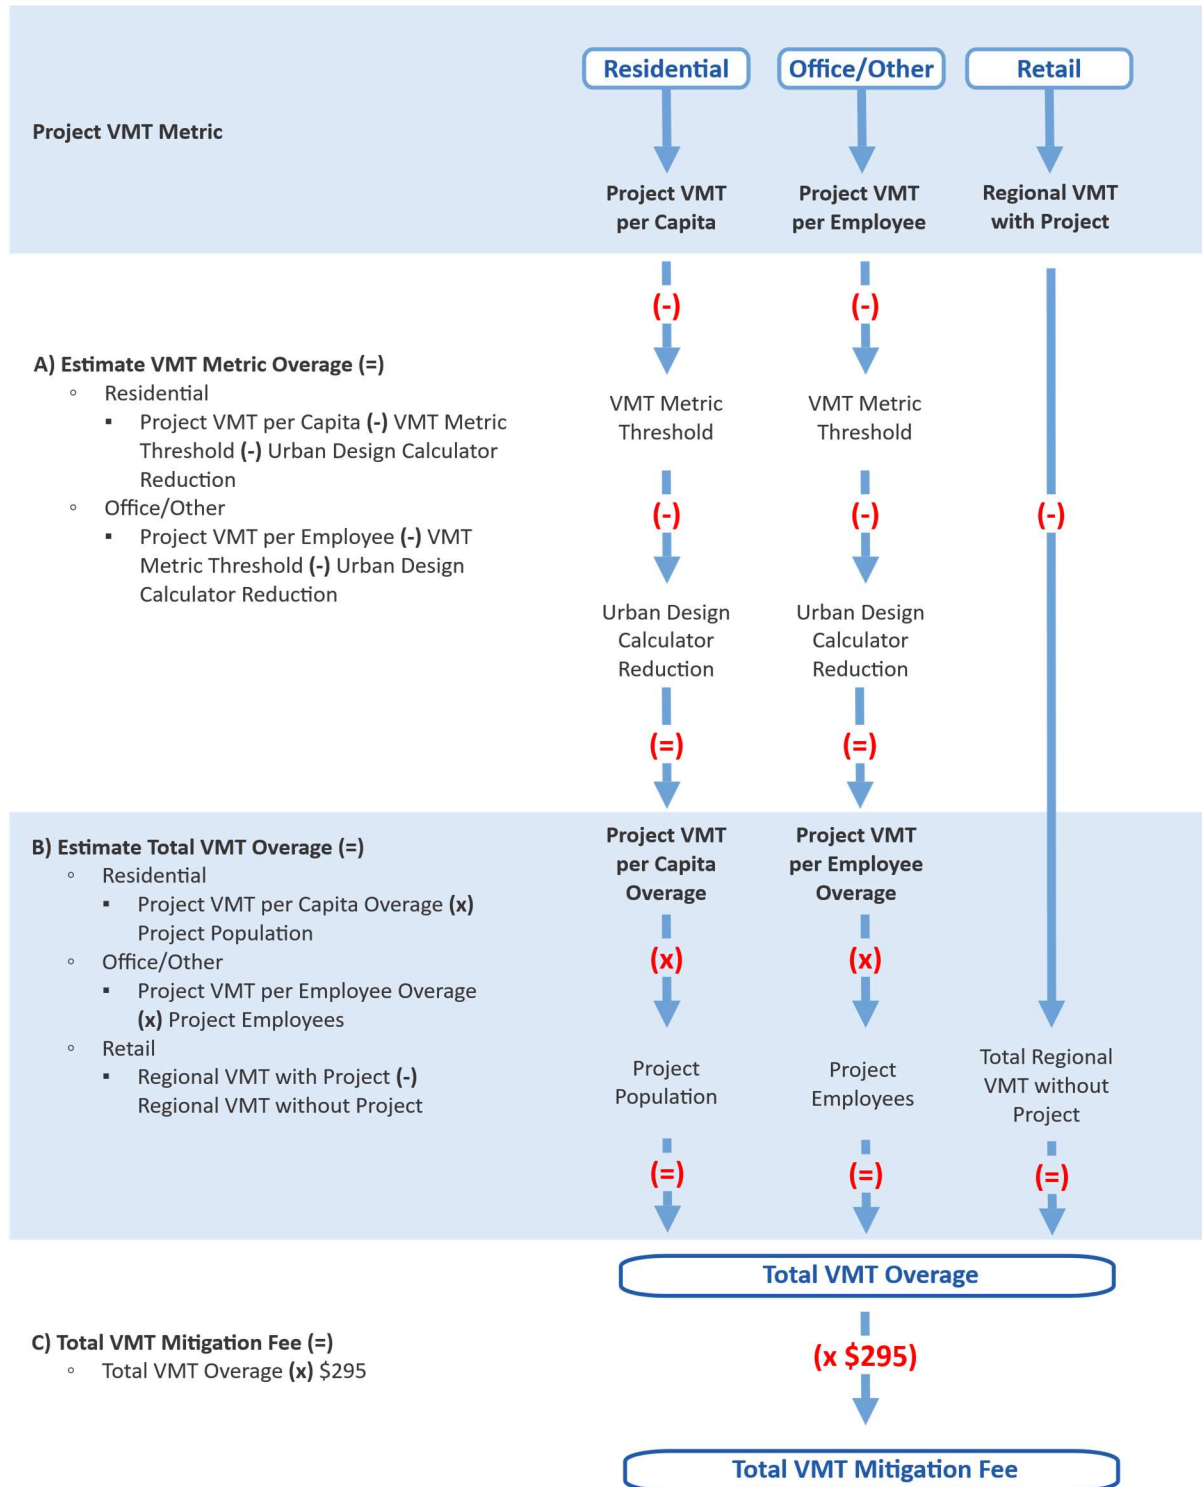 Residential
Office/Other
Retail
Project VMT Metric
Project VMT
per Capita
Project VMT
per Employee
Regional VMT
with Project
(-)
(-)
A) Estimate VMT Metric Overage (=)
◦ Residential
▪ Project VMT per Capita (-) VMT Metric
Threshold (-) Urban Design Calculator
Reduction
◦ Office/Other
▪ Project VMT per Employee (-) VMT
Metric Threshold (-) Urban Design
Calculator Reduction
VMT Metric
Threshold
VMT Metric
Threshold
(-)
(-)
(-)
Urban Design
Calculator
Reduction
Urban Design
Calculator
Reduction
(=)
(=)
B) Estimate Total VMT Overage (=)
◦ Residential
▪ Project VMT per Capita Overage (x)
Project Population
◦ Office/Other
▪ Project VMT per Employee Overage
(x) Project Employees
◦ Retail
▪ Regional VMT with Project (-)
Regional VMT without Project
Project VMT
per Capita
Overage
Project VMT
per Employee
Overage
(x)
(x)
Project
Population
Project
Employees
Total Regional
VMT without
Project
(=)
(=)
(=)
Total VMT Overage
C) Total VMT Mitigation Fee (=)
◦ Total VMT Overage (x) $295
(x $295)
Total VMT Mitigation Fee